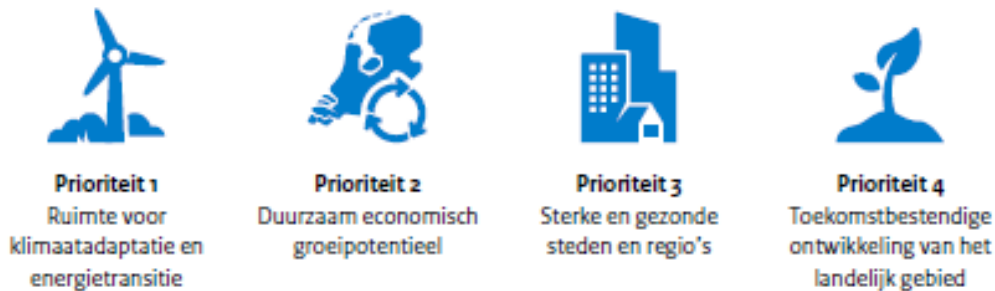 Prioriteit 1
Ruimte voor
klimaatadaptatie en
energietransitie
Prioriteit 2
Duurzaam economisch
groeipotentieel
Prioriteit 3
Sterke en gezonde
steden en regio's
Prioriteit 4
Toekomstbestendige
ontwikkeling van het
landelijk gebied